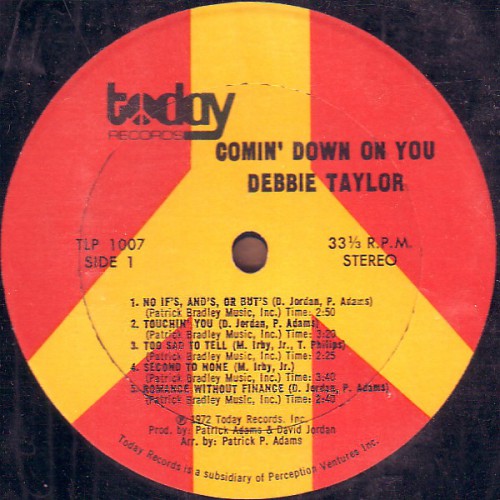 today
RECORDS
COMIN' DOWN ON YOU
DEBBIE TAYLOR
TLP 1007
SIDE 1
33⅓ R.P.M.
STEREO
1. NO IF'S, AND'S, OR BUT'S (D. Jordan, P. Adams)
(Patrick Bradley Music, Inc.) Time: 2:50
2. TOUCHIN' YOU (D. Jordan, P. Adams)
(Patrick Bradley Music, Inc.) Time: 3:20
3. TOO SAD TO TELL (M. Irby, Jr., T. Philips)
(Patrick Bradley Music, Inc.) Time: 2:25
4. SECOND TO NONE (M. Irby, Jr.)
(Patrick Bradley Music, Inc.) Time: 3:40
5. ROMANCE WITHOUT FINANCE (D. Jordan, P. Adams)
(Patrick Bradley Music, Inc.) Time: 2:40
℗ 1972 Today Records, Inc.
Prod. by: Patrick Adams & David Jordan
Arr. by: Patrick P. Adams
Today Records is a subsidiary of Perception Ventures Inc.